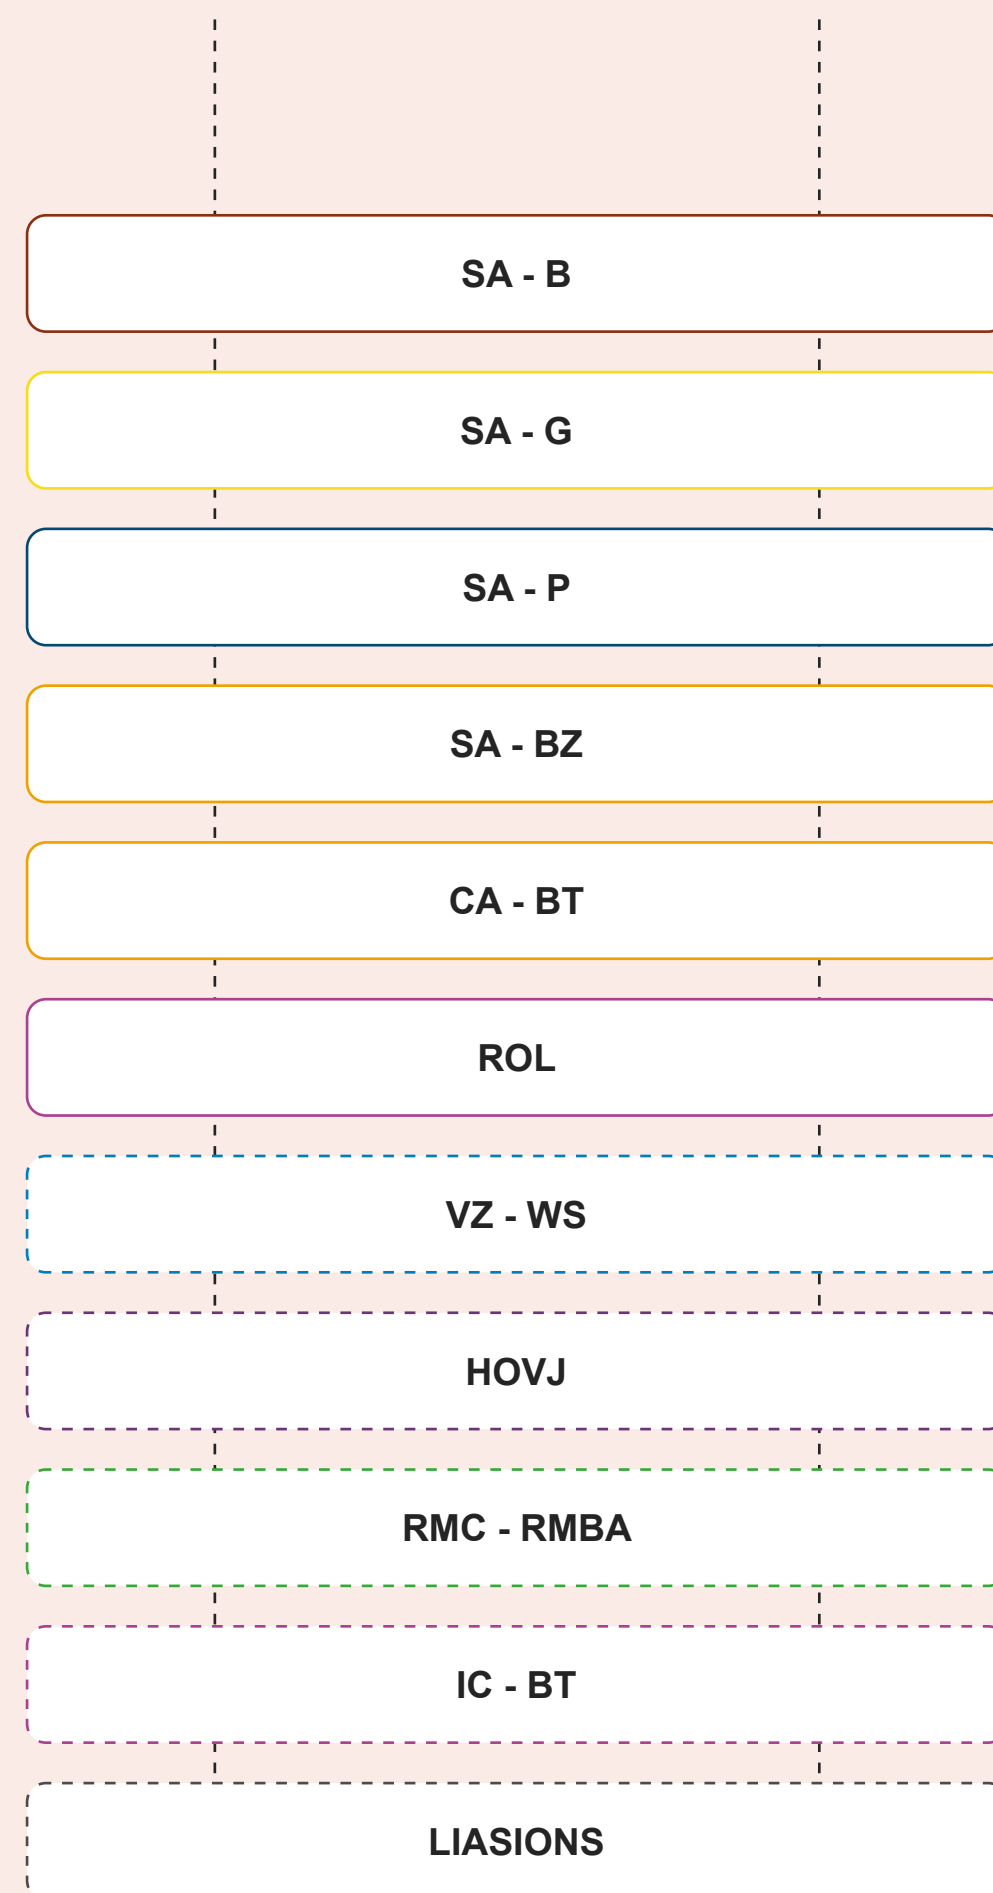 SA - B
SA - G
SA - P
SA - BZ
CA - BT
ROL
VZ - WS
HOVJ
RMC - RMBA
IC - BT
LIASIONS